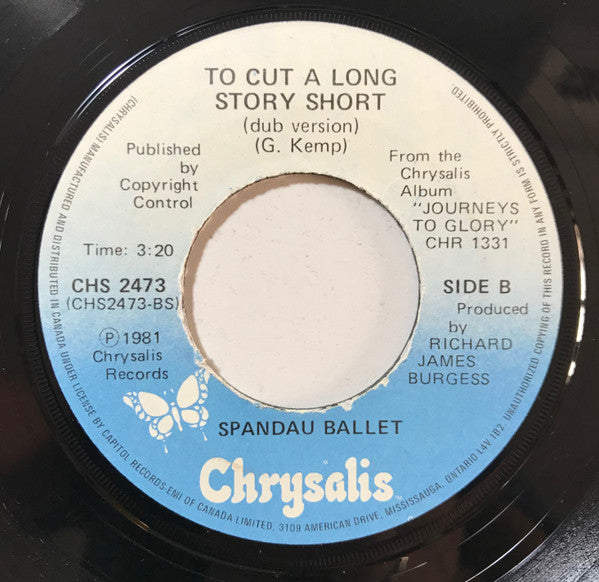 TO CUT A LONG
STORY SHORT
(dub version)
(G. Kemp)
Published
by
Copyright
Control
Time: 3:20
CHS 2473
(CHS2473-BS)
Ⓟ 1981
Chrysalis
Records
From the
Chrysalis
Album
"JOURNEYS
TO GLORY"
CHR 1331
SIDE B
Produced
by
RICHARD
JAMES
BURGESS
SPANDAU BALLET
Chrysalis TM
(CHRYSALIS) MANUFACTURED AND DISTRIBUTED IN CANADA UNDER LICENSE BY CAPITOL RECORDS-EMI OF CANADA LIMITED, 3109 AMERICAN DRIVE, MISSISSAUGA, ONTARIO L4V 1B2. UNAUTHORIZED COPYING OF THIS RECORD IN ANY FORM IS STRICTLY PROHIBITED